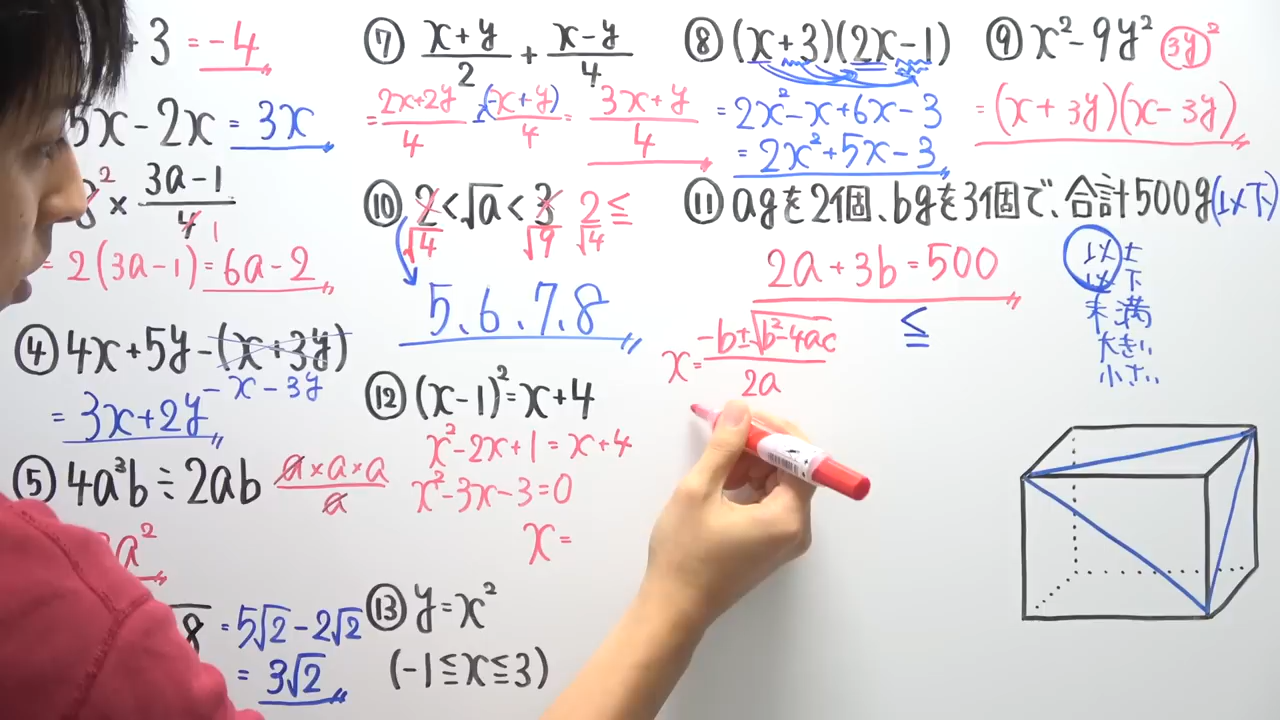 3 = -4
5x - 2x = 3x
2
× (3a-1)/4
1
= 2(3a-1) = 6a-2
④ 4x+5y-(x+3y)
-x-3y
= 3x+2y
⑤ 4a³b÷2ab
a×a×a/a
a²
8 = 5√2-2√2
= 3√2
⑦ (x+y)/2 + (x-y)/4
= (2x+2y)/4 (x-y)/4 = (3x+y)/4
⑩ 2<√a<3 2≦
√4 √9 √4
5、6、7、8
⑫ (x-1)²=x+4
x²-2x+1=x+4
x²-3x-3=0
x=
⑬ y=x²
(-1≦x≦3)
⑧ (x+3)(2x-1)
= 2x²-x+6x-3
= 2x²+5x-3
⑨ x²-9y² (3y)²
= (x+3y)(x-3y)
⑪ agを2個、bgを3個で、合計500g(以下)
2a+3b=500
≦
以上
以下
未満
大きい
小さい
x= (-b±√b²-4ac)/2a